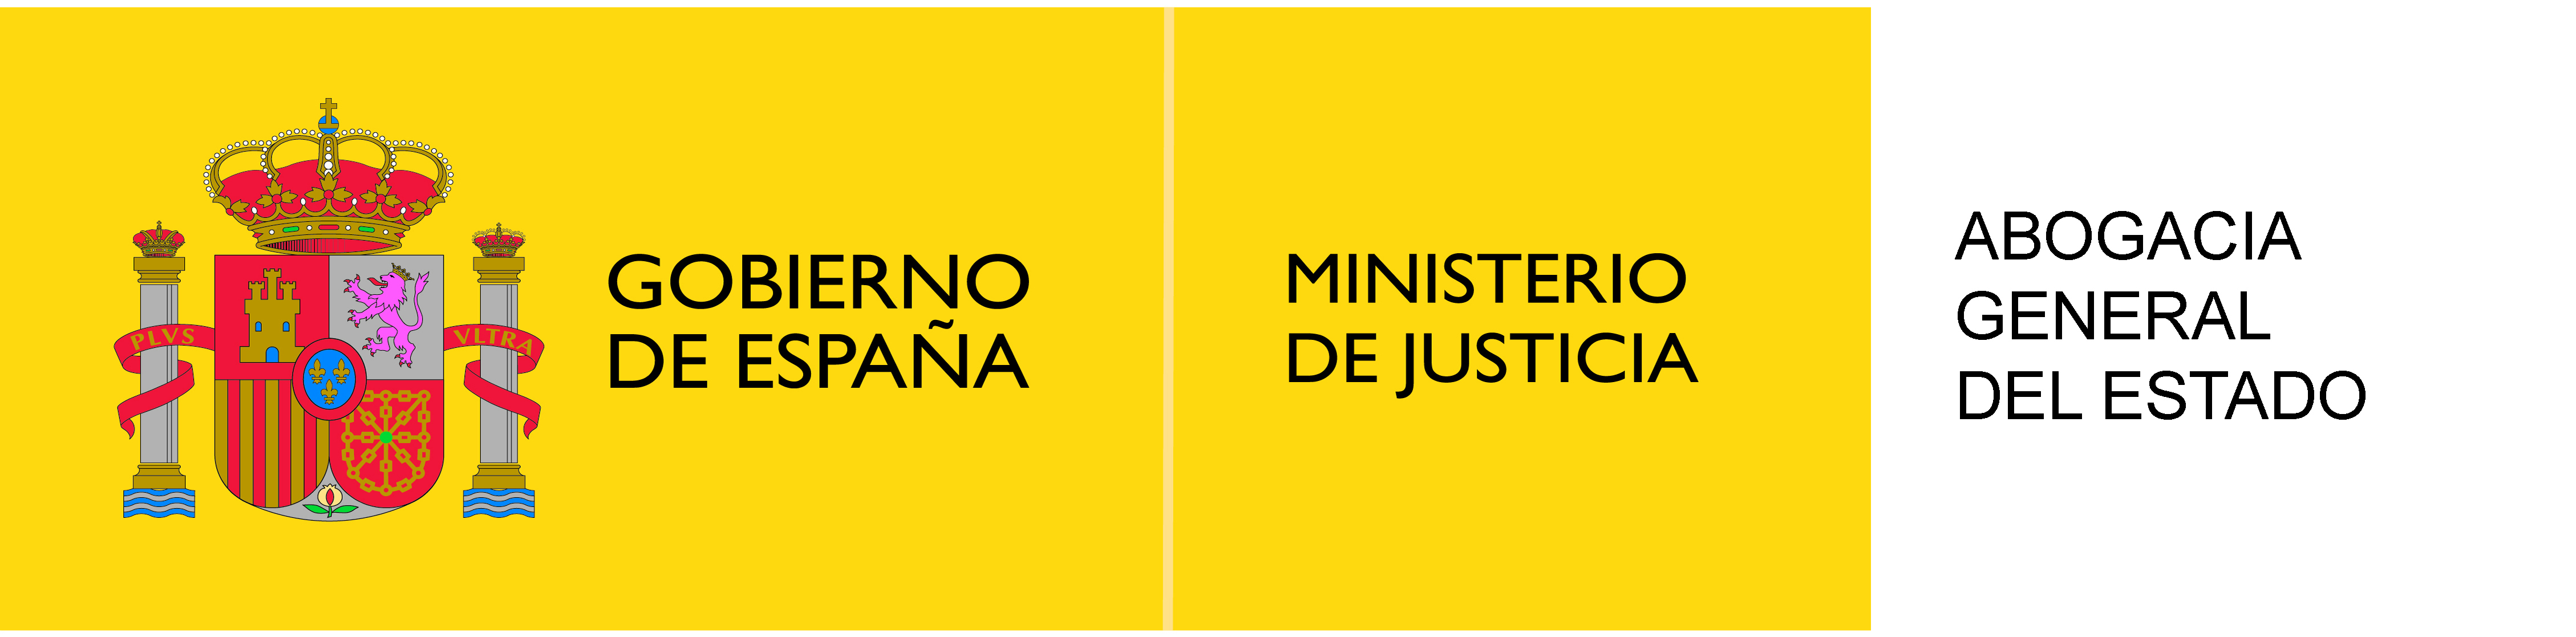 PLVS
VLTRA
GOBIERNO
DE ESPAÑA
MINISTERIO
DE JUSTICIA
ABOGACIA
GENERAL
DEL ESTADO